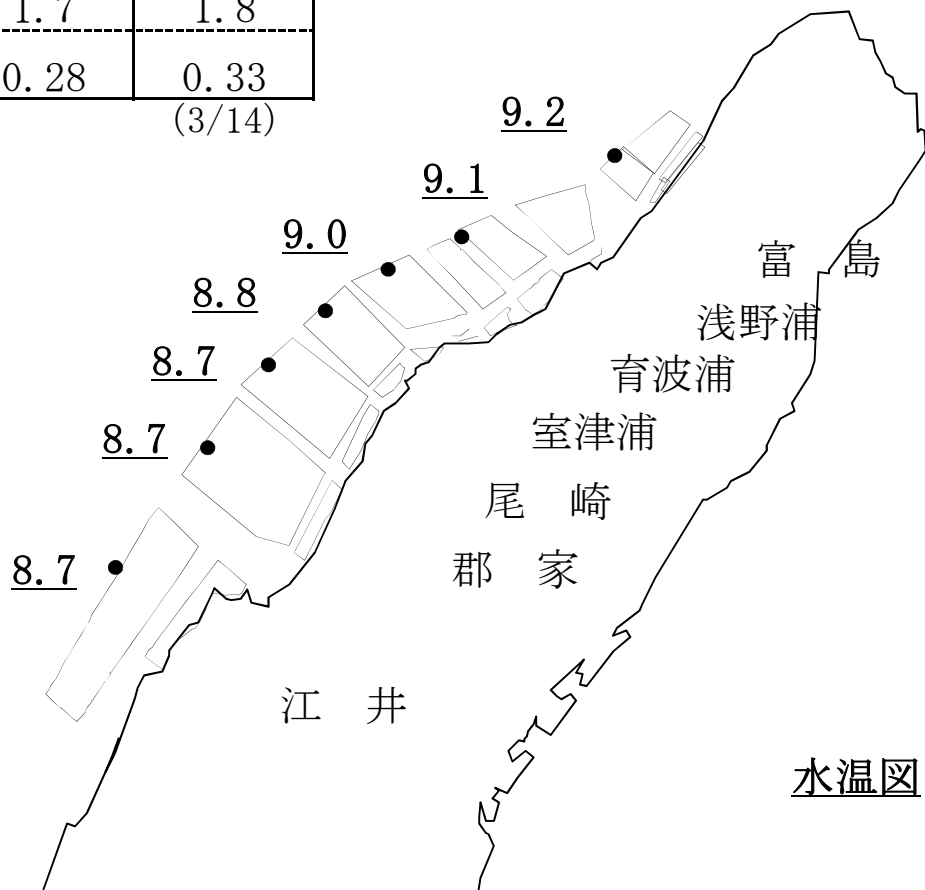 1.7 1.8
0.28 0.33
(3/14)
9.2
9.1
9.0
8.8
8.7
8.7
8.7
富 島
浅野浦
育波浦
室津浦
尾 崎
郡 家
江 井
水温図